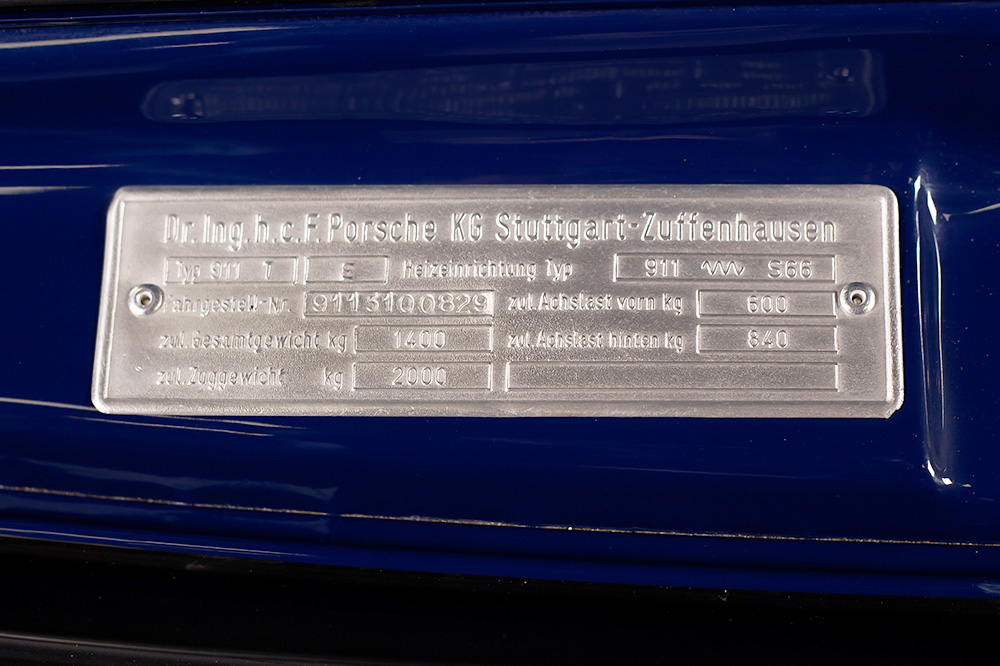 Dr. Ing. h.c. F. Porsche KG Stuttgart-Zuffenhausen
Typ 911 T E Heizeinrichtung Typ 911 S66
Fahrgestell-Nr. 9113100829 zul. Achslast vorn kg 600
zul. Gesamtgewicht kg 1400 zul. Achslast hinten kg 840
zul. Zuggewicht kg 2000